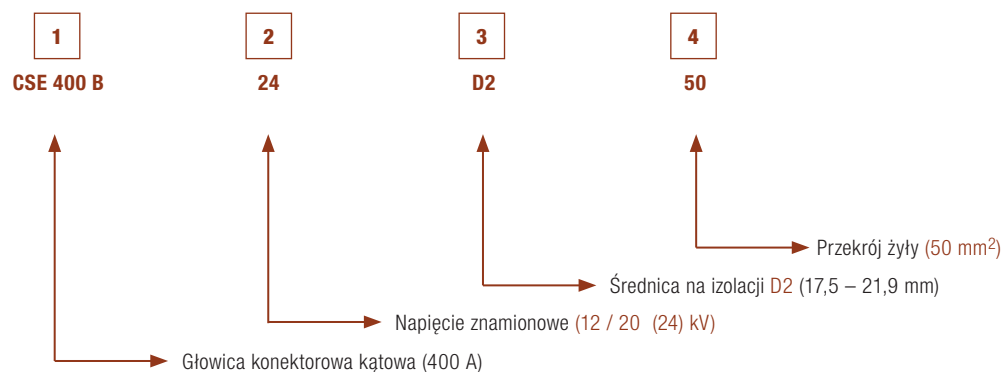 1 2 3 4
CSE 400 B 24 D2 50
Przekrój żyły (50 mm²)
Średnica na izolacji D2 (17,5 – 21,9 mm)
Napięcie znamionowe (12 / 20 (24) kV)
Głowica konektorowa kątowa (400 A)